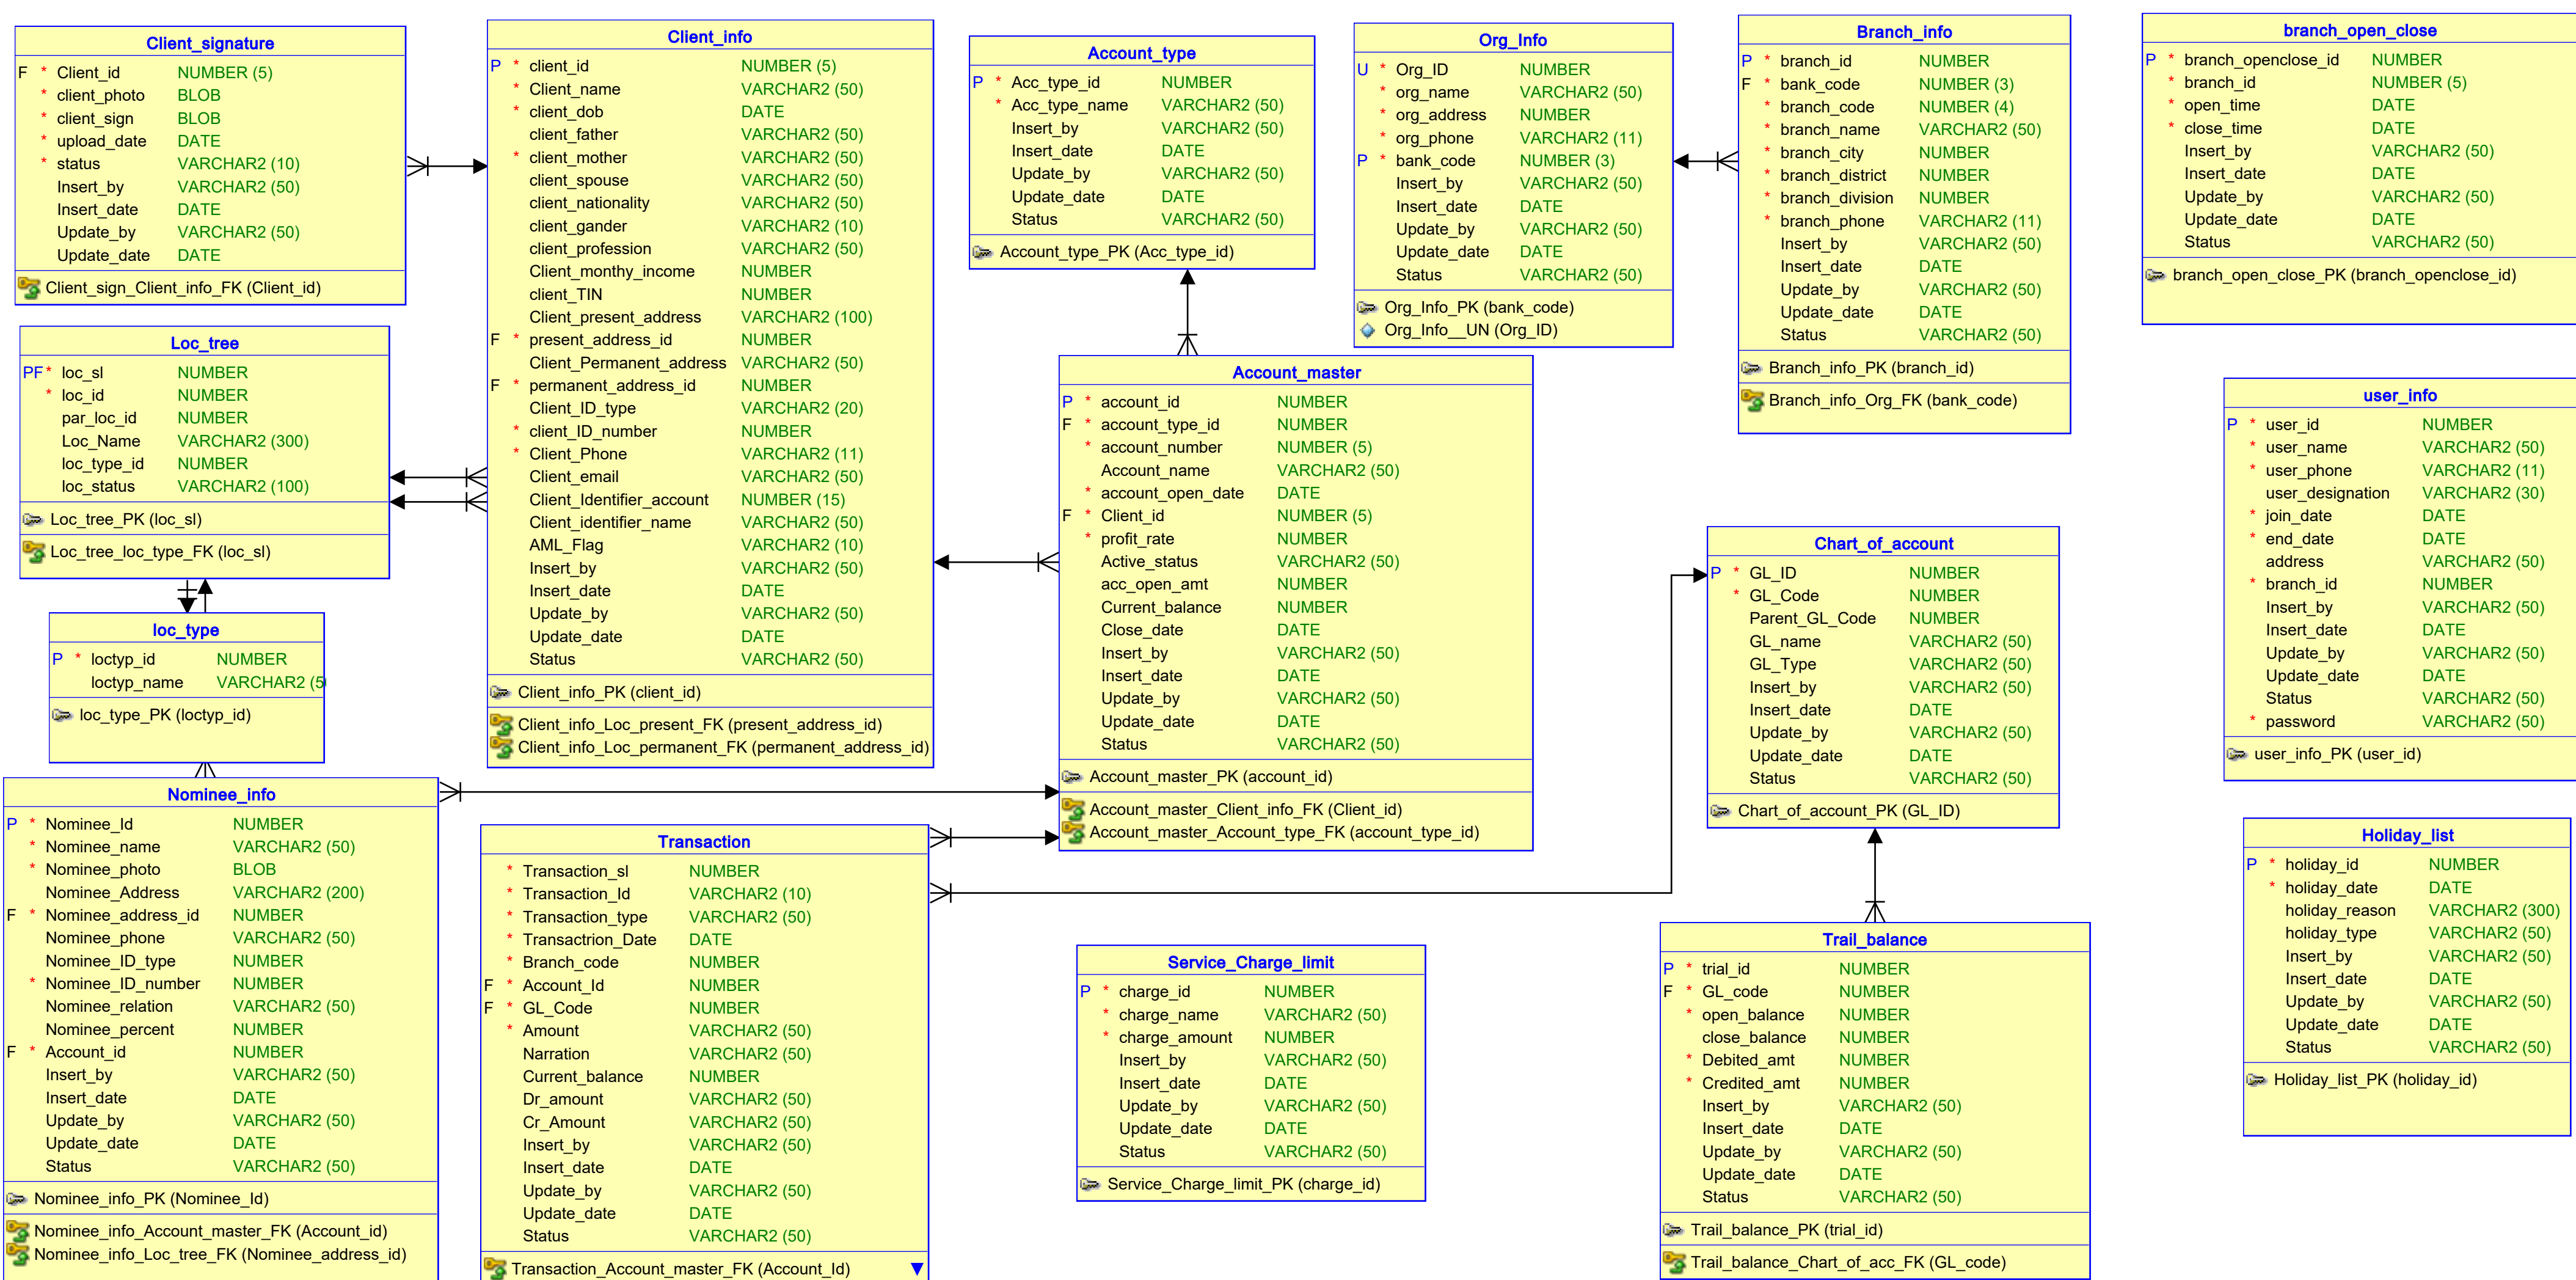 Client_signature
F * Client_id NUMBER (5)
* client_photo BLOB
* client_sign BLOB
* upload_date DATE
* status VARCHAR2 (10)
Insert_by VARCHAR2 (50)
Insert_date DATE
Update_by VARCHAR2 (50)
Update_date DATE
Client_sign_Client_info_FK (Client_id)
Loc_tree
PF* loc_sl NUMBER
* loc_id NUMBER
par_loc_id NUMBER
Loc_Name VARCHAR2 (300)
loc_type_id NUMBER
loc_status VARCHAR2 (100)
Loc_tree_PK (loc_sl)
Loc_tree_loc_type_FK (loc_sl)
loc_type
P * loctyp_id NUMBER
loctyp_name VARCHAR2 (5
loc_type_PK (loctyp_id)
Nominee_info
P * Nominee_Id NUMBER
* Nominee_name VARCHAR2 (50)
* Nominee_photo BLOB
Nominee_Address VARCHAR2 (200)
F * Nominee_address_id NUMBER
Nominee_phone VARCHAR2 (50)
Nominee_ID_type NUMBER
* Nominee_ID_number NUMBER
Nominee_relation VARCHAR2 (50)
Nominee_percent NUMBER
F * Account_id NUMBER
Insert_by VARCHAR2 (50)
Insert_date DATE
Update_by VARCHAR2 (50)
Update_date DATE
Status VARCHAR2 (50)
Nominee_info_PK (Nominee_Id)
Nominee_info_Account_master_FK (Account_id)
Nominee_info_Loc_tree_FK (Nominee_address_id)
Client_info
P * client_id NUMBER (5)
* Client_name VARCHAR2 (50)
* client_dob DATE
client_father VARCHAR2 (50)
* client_mother VARCHAR2 (50)
client_spouse VARCHAR2 (50)
client_nationality VARCHAR2 (50)
client_gander VARCHAR2 (10)
client_profession VARCHAR2 (50)
Client_monthy_income NUMBER
client_TIN NUMBER
Client_present_address VARCHAR2 (100)
F * present_address_id NUMBER
Client_Permanent_address VARCHAR2 (50)
F * permanent_address_id NUMBER
Client_ID_type VARCHAR2 (20)
* client_ID_number NUMBER
* Client_Phone VARCHAR2 (11)
Client_email VARCHAR2 (50)
Client_Identifier_account NUMBER (15)
Client_identifier_name VARCHAR2 (50)
AML_Flag VARCHAR2 (10)
Insert_by VARCHAR2 (50)
Insert_date DATE
Update_by VARCHAR2 (50)
Update_date DATE
Status VARCHAR2 (50)
Client_info_PK (client_id)
Client_info_Loc_present_FK (present_address_id)
Client_info_Loc_permanent_FK (permanent_address_id)
Transaction
* Transaction_sl NUMBER
* Transaction_Id VARCHAR2 (10)
* Transaction_type VARCHAR2 (50)
* Transactrion_Date DATE
* Branch_code NUMBER
F * Account_Id NUMBER
F * GL_Code NUMBER
* Amount VARCHAR2 (50)
Narration VARCHAR2 (50)
Current_balance NUMBER
Dr_amount VARCHAR2 (50)
Cr_Amount VARCHAR2 (50)
Insert_by VARCHAR2 (50)
Insert_date DATE
Update_by VARCHAR2 (50)
Update_date DATE
Status VARCHAR2 (50)
Transaction_Account_master_FK (Account_Id)
Account_type
P * Acc_type_id NUMBER
* Acc_type_name VARCHAR2 (50)
Insert_by VARCHAR2 (50)
Insert_date DATE
Update_by VARCHAR2 (50)
Update_date DATE
Status VARCHAR2 (50)
Account_type_PK (Acc_type_id)
Account_master
P * account_id NUMBER
F * account_type_id NUMBER
* account_number NUMBER (5)
Account_name VARCHAR2 (50)
* account_open_date DATE
F * Client_id NUMBER (5)
* profit_rate NUMBER
Active_status VARCHAR2 (50)
acc_open_amt NUMBER
Current_balance NUMBER
Close_date DATE
Insert_by VARCHAR2 (50)
Insert_date DATE
Update_by VARCHAR2 (50)
Update_date DATE
Status VARCHAR2 (50)
Account_master_PK (account_id)
Account_master_Client_info_FK (Client_id)
Account_master_Account_type_FK (account_type_id)
Service_Charge_limit
P * charge_id NUMBER
* charge_name VARCHAR2 (50)
* charge_amount NUMBER
Insert_by VARCHAR2 (50)
Insert_date DATE
Update_by VARCHAR2 (50)
Update_date DATE
Status VARCHAR2 (50)
Service_Charge_limit_PK (charge_id)
Org_Info
U * Org_ID NUMBER
* org_name VARCHAR2 (50)
* org_address NUMBER
* org_phone VARCHAR2 (11)
P * bank_code NUMBER (3)
Insert_by VARCHAR2 (50)
Insert_date DATE
Update_by VARCHAR2 (50)
Update_date DATE
Status VARCHAR2 (50)
Org_Info_PK (bank_code)
Org_Info__UN (Org_ID)
Branch_info
P * branch_id NUMBER
F * bank_code NUMBER (3)
* branch_code NUMBER (4)
* branch_name VARCHAR2 (50)
* branch_city NUMBER
* branch_district NUMBER
* branch_division NUMBER
* branch_phone VARCHAR2 (11)
Insert_by VARCHAR2 (50)
Insert_date DATE
Update_by VARCHAR2 (50)
Update_date DATE
Status VARCHAR2 (50)
Branch_info_PK (branch_id)
Branch_info_Org_FK (bank_code)
Chart_of_account
P * GL_ID NUMBER
* GL_Code NUMBER
Parent_GL_Code NUMBER
GL_name VARCHAR2 (50)
GL_Type VARCHAR2 (50)
Insert_by VARCHAR2 (50)
Insert_date DATE
Update_by VARCHAR2 (50)
Update_date DATE
Status VARCHAR2 (50)
Chart_of_account_PK (GL_ID)
Trail_balance
P * trial_id NUMBER
F * GL_code NUMBER
* open_balance NUMBER
close_balance NUMBER
* Debited_amt NUMBER
* Credited_amt NUMBER
Insert_by VARCHAR2 (50)
Insert_date DATE
Update_by VARCHAR2 (50)
Update_date DATE
Status VARCHAR2 (50)
Trail_balance_PK (trial_id)
Trail_balance_Chart_of_acc_FK (GL_code)
branch_open_close
P * branch_openclose_id NUMBER
* branch_id NUMBER (5)
* open_time DATE
* close_time DATE
Insert_by VARCHAR2 (50)
Insert_date DATE
Update_by VARCHAR2 (50)
Update_date DATE
Status VARCHAR2 (50)
branch_open_close_PK (branch_openclose_id)
user_info
P * user_id NUMBER
* user_name VARCHAR2 (50)
* user_phone VARCHAR2 (11)
user_designation VARCHAR2 (30)
* join_date DATE
* end_date DATE
address VARCHAR2 (50)
* branch_id NUMBER
Insert_by VARCHAR2 (50)
Insert_date DATE
Update_by VARCHAR2 (50)
Update_date DATE
Status VARCHAR2 (50)
* password VARCHAR2 (50)
user_info_PK (user_id)
Holiday_list
P * holiday_id NUMBER
* holiday_date DATE
holiday_reason VARCHAR2 (300)
holiday_type VARCHAR2 (50)
Insert_by VARCHAR2 (50)
Insert_date DATE
Update_by VARCHAR2 (50)
Update_date DATE
Status VARCHAR2 (50)
Holiday_list_PK (holiday_id)